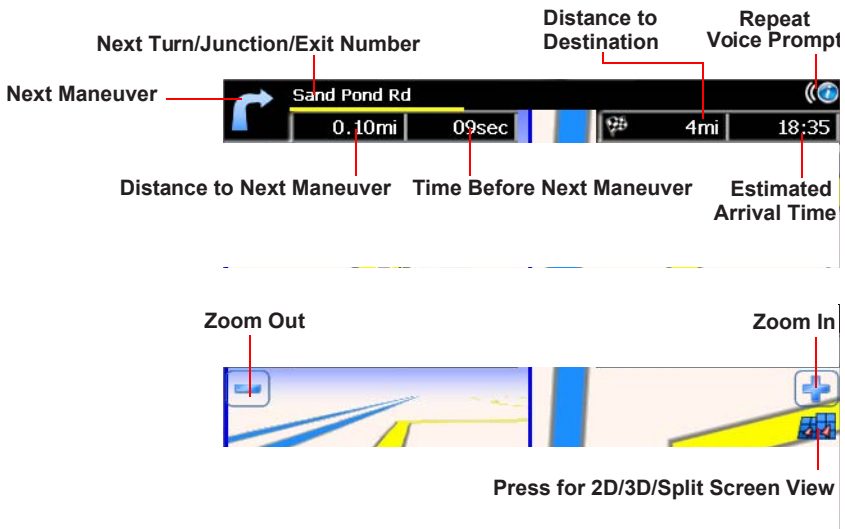 Distance to Destination
Repeat Voice Prompt
Next Turn/Junction/Exit Number
Next Maneuver
Sand Pond Rd
0.10mi
09sec
4mi
18:35
Distance to Next Maneuver
Time Before Next Maneuver
Estimated Arrival Time
Zoom Out
Zoom In
Press for 2D/3D/Split Screen View